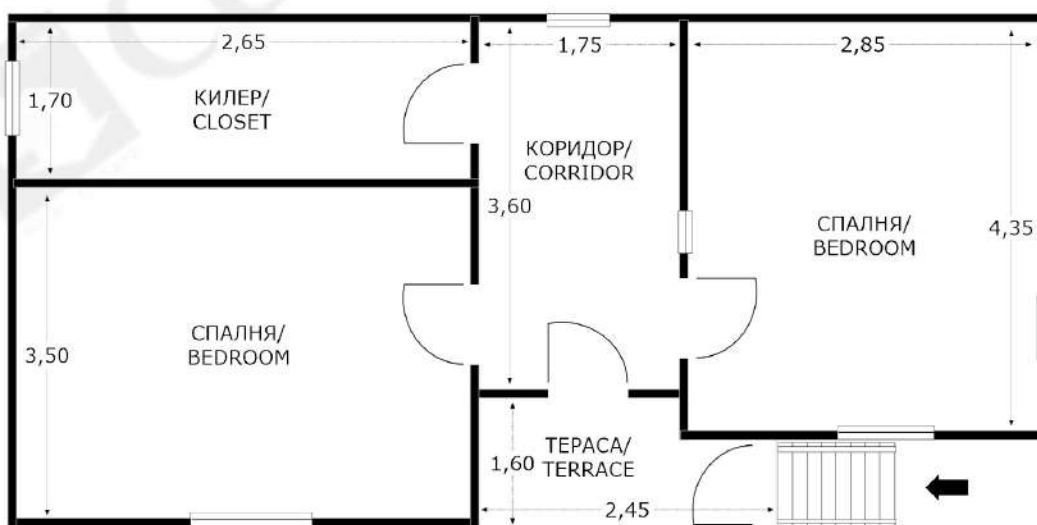 2,65
1,75
2,85
1,70
КИЛЕР/
CLOSET
КОРИДОР/
CORRIDOR
3,60
СПАЛНЯ/
BEDROOM
4,35
СПАЛНЯ/
BEDROOM
3,50
ТЕРАСА/
TERRACE
1,60
2,45